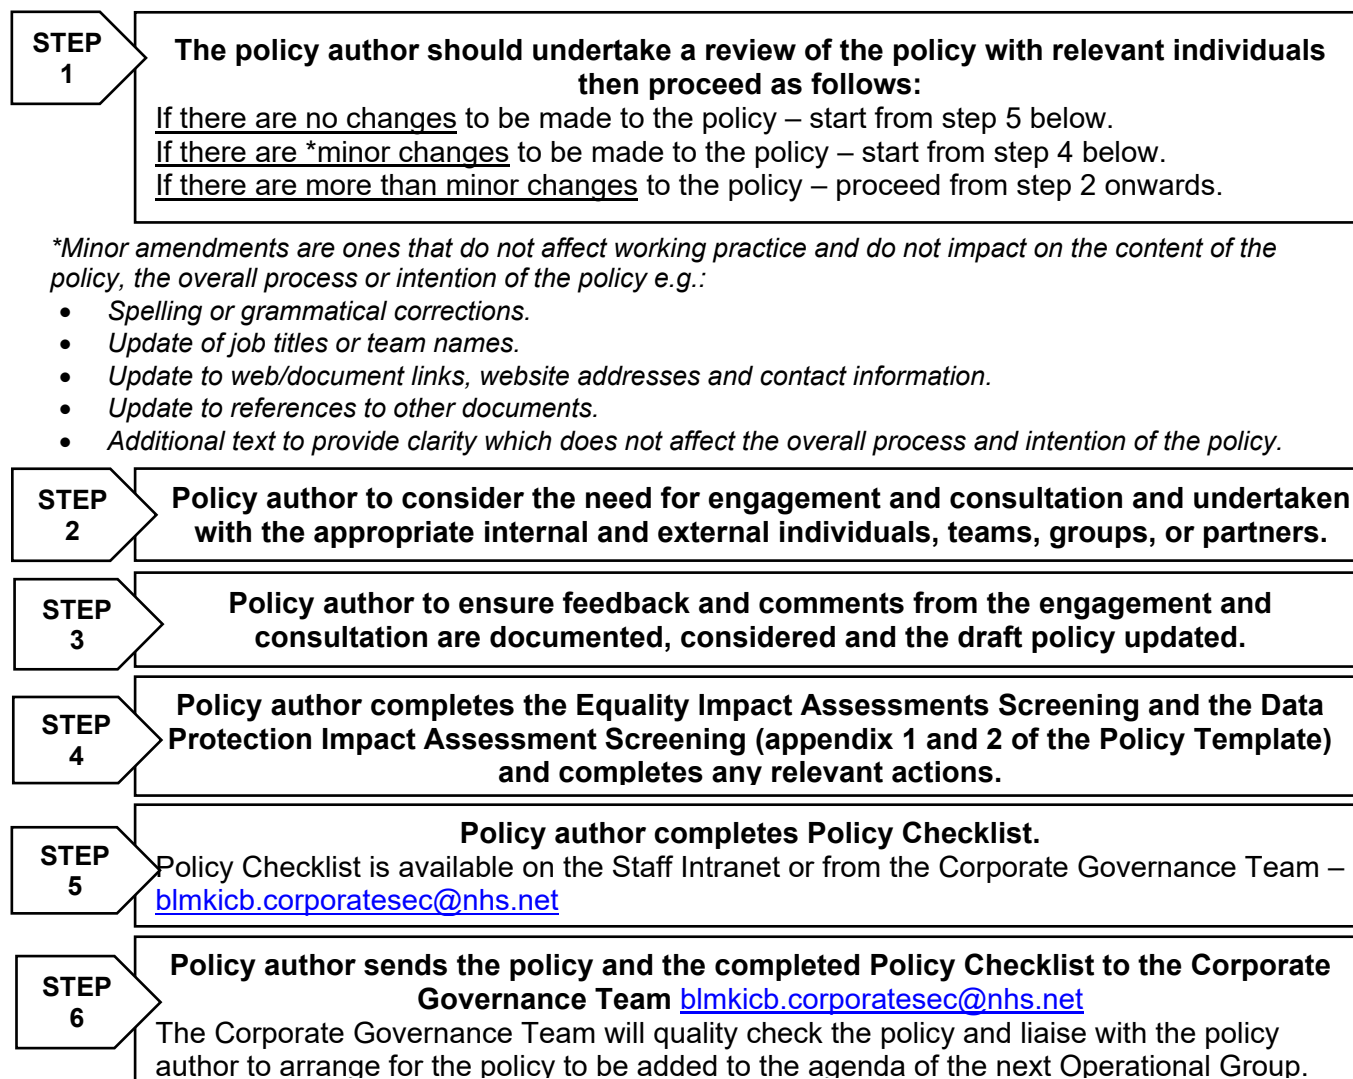 STEP
1
The policy author should undertake a review of the policy with relevant individuals
then proceed as follows:
If there are no changes to be made to the policy – start from step 5 below.
If there are *minor changes to be made to the policy – start from step 4 below.
If there are more than minor changes to the policy – proceed from step 2 onwards.
*Minor amendments are ones that do not affect working practice and do not impact on the content of the
policy, the overall process or intention of the policy e.g.:
• Spelling or grammatical corrections.
• Update of job titles or team names.
• Update to web/document links, website addresses and contact information.
• Update to references to other documents.
• Additional text to provide clarity which does not affect the overall process and intention of the policy.
STEP
2
Policy author to consider the need for engagement and consultation and undertaken
with the appropriate internal and external individuals, teams, groups, or partners.
STEP
3
Policy author to ensure feedback and comments from the engagement and
consultation are documented, considered and the draft policy updated.
STEP
4
Policy author completes the Equality Impact Assessments Screening and the Data
Protection Impact Assessment Screening (appendix 1 and 2 of the Policy Template)
and completes any relevant actions.
STEP
5
Policy author completes Policy Checklist.
Policy Checklist is available on the Staff Intranet or from the Corporate Governance Team –
blmkicb.corporatesec@nhs.net
STEP
6
Policy author sends the policy and the completed Policy Checklist to the Corporate
Governance Team blmkicb.corporatesec@nhs.net
The Corporate Governance Team will quality check the policy and liaise with the policy
author to arrange for the policy to be added to the agenda of the next Operational Group.